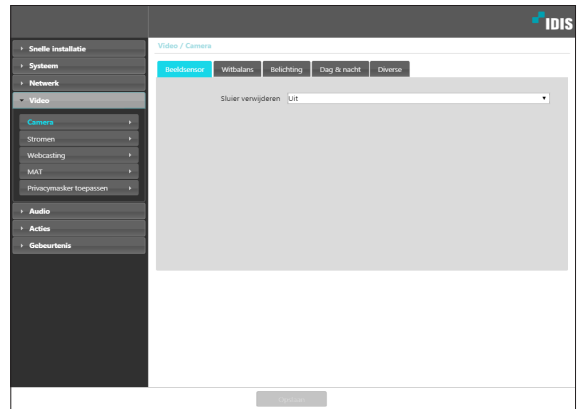 IDIS
Snelle installatie
Systeem
Netwerk
Video
Camera
Stromen
Webcasting
MAT
Privacymasker toepassen
Audio
Acties
Gebeurtenis
Video / Camera
Beeldsensor Witbalans Belichting Dag & nacht Diverse
Sluier verwijderen Uit
Opslaan